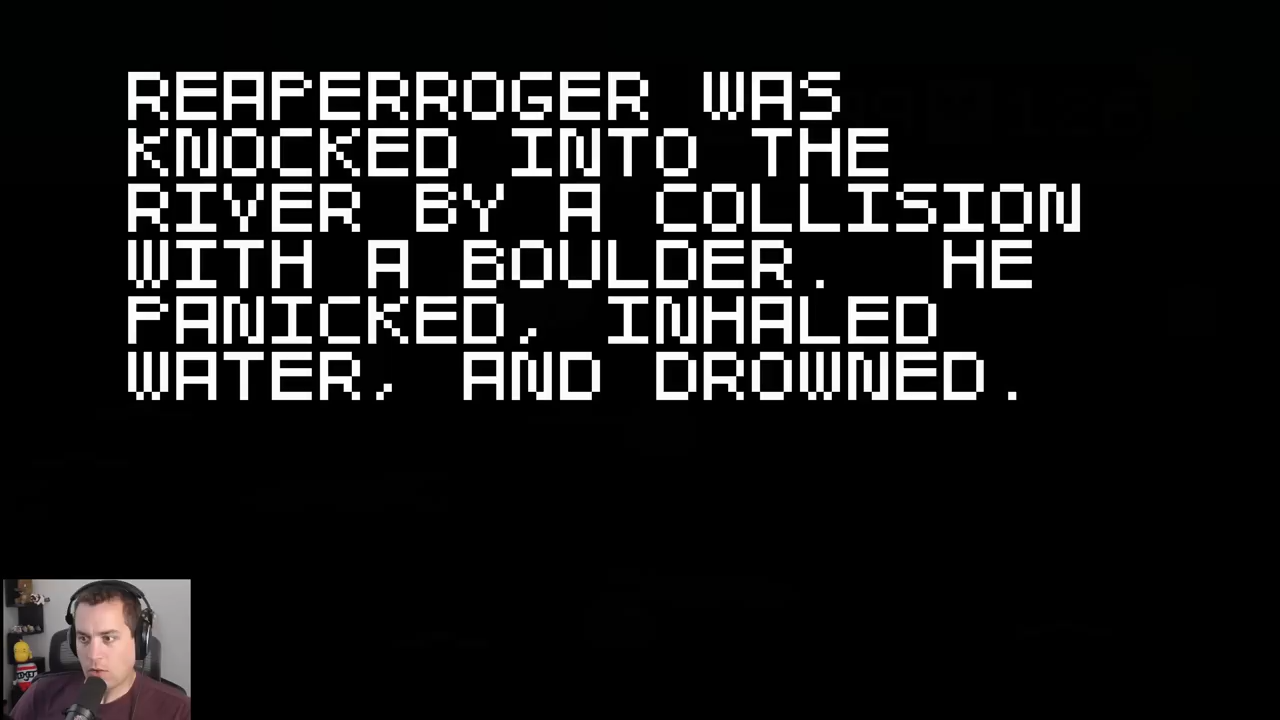 REAPERROGER WAS
KNOCKED INTO THE
RIVER BY A COLLISION
WITH A BOULDER.  HE
PANICKED, INHALED
WATER, AND DROWNED.